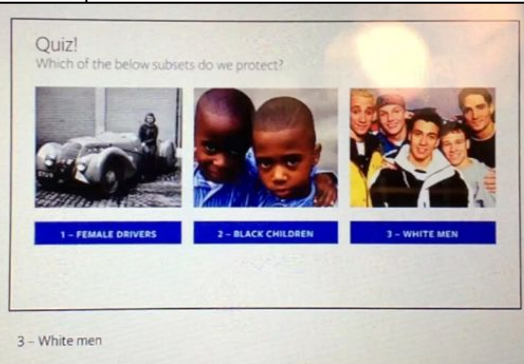 Quiz!
Which of the below subsets do we protect?
1 – FEMALE DRIVERS
2 – BLACK CHILDREN
3 – WHITE MEN
3 – White men